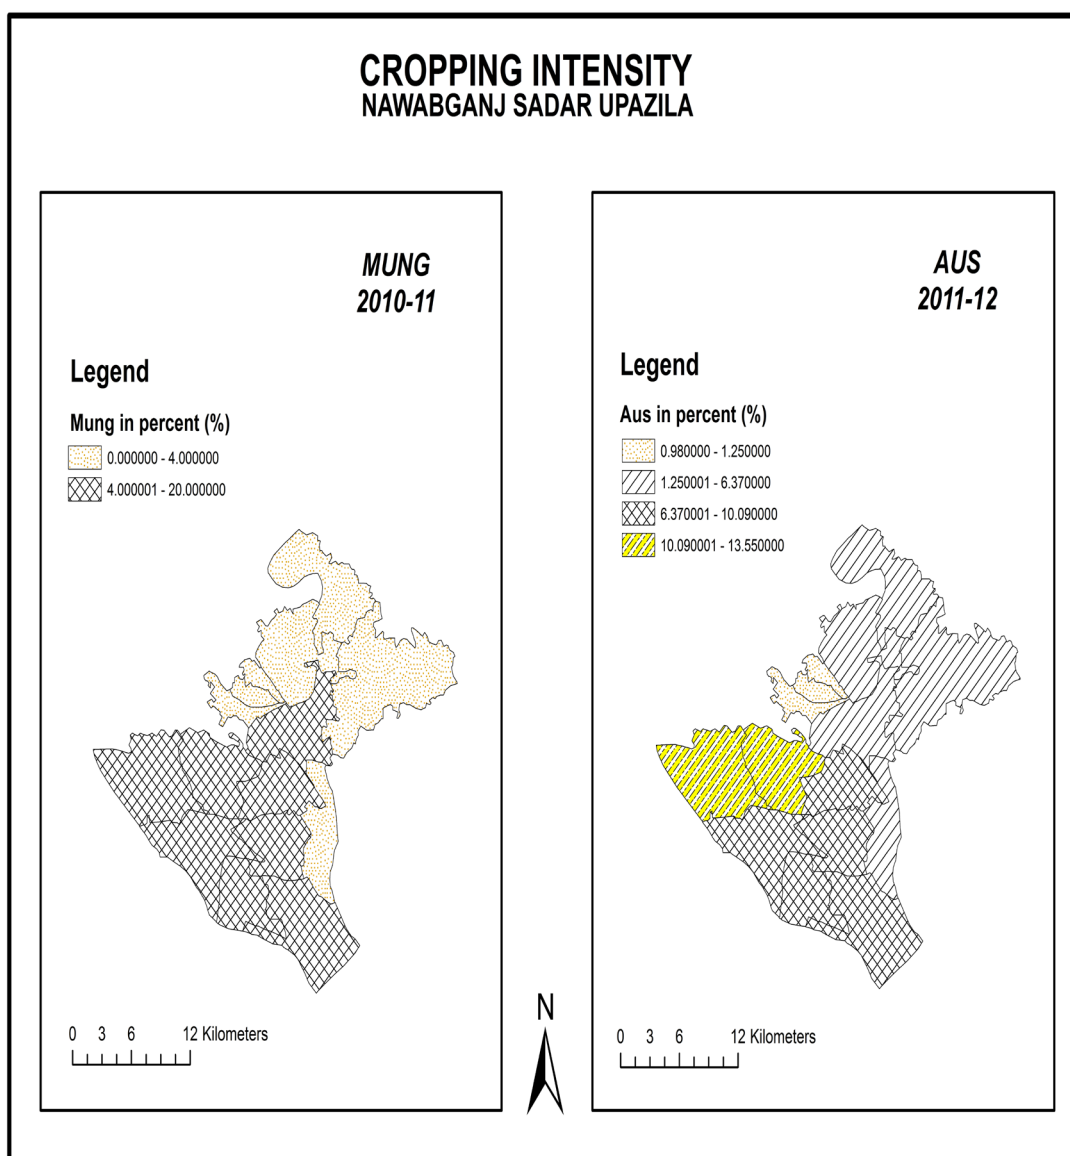 CROPPING INTENSITY
NAWABGANJ SADAR UPAZILA
MUNG
2010-11
Legend
Mung in percent (%)
0.000000 - 4.000000
4.000001 - 20.000000
0 3 6 12 Kilometers
N
AUS
2011-12
Legend
Aus in percent (%)
0.980000 - 1.250000
1.250001 - 6.370000
6.370001 - 10.090000
10.090001 - 13.550000
0 3 6 12 Kilometers